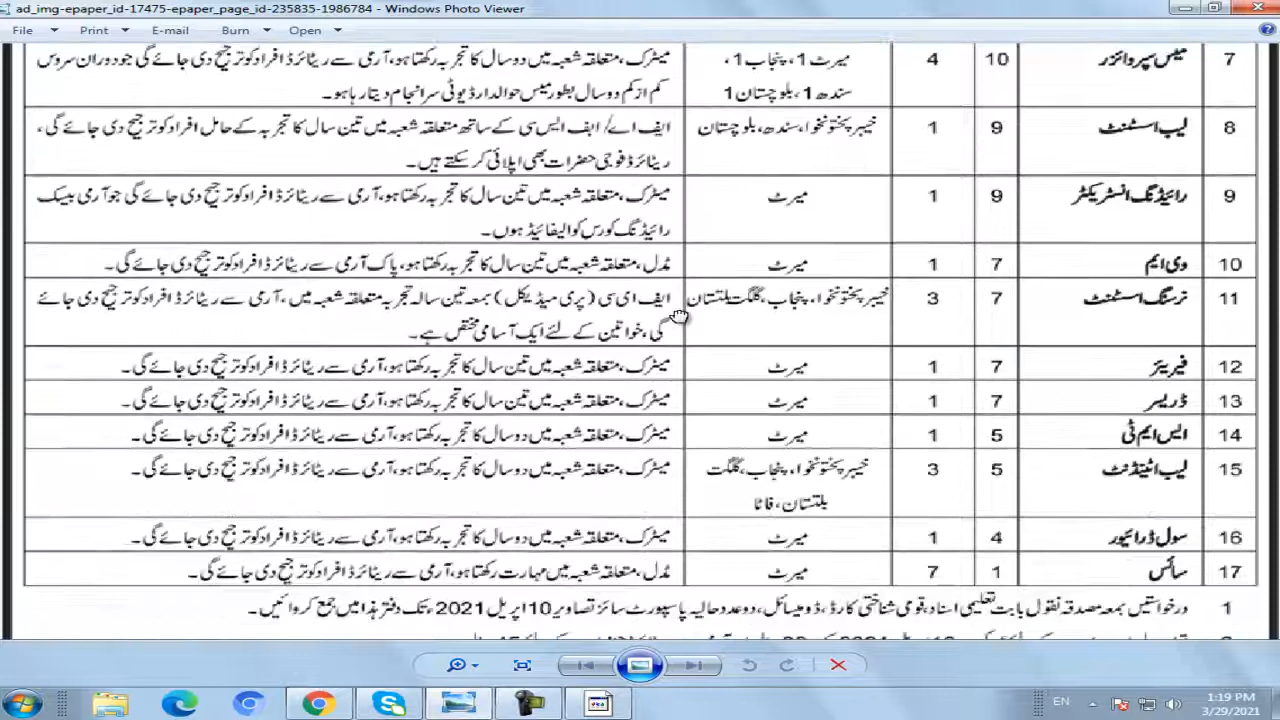 ad_img-epaper_id-17475-epaper_page_id-235835-1986784 - Windows Photo Viewer
File Print E-mail Burn Open
7 میس سپروائزر 10 4 میرٹ 1، پنجاب 1، میٹرک، متعلقہ شعبہ میں دو سال کا تجربہ رکھتا ہو، آرمی سے ریٹائرڈ افراد کو ترجیح دی جائے گی جو دوران سروس
سندھ 1، بلوچستان 1 کم از کم دو سال بطور میس حوالدار ڈیوٹی سرانجام دیتا رہا ہو۔
8 لیب اسسٹنٹ 9 1 خیبر پختونخوا، سندھ، بلوچستان ایف اے/ ایف ایس سی کے ساتھ متعلقہ شعبہ میں تین سال کا تجربہ کے حامل افراد کو ترجیح دی جائے گی،
ریٹائرڈ فوجی حضرات بھی اپلائی کر سکتے ہیں۔
9 رائیڈنگ انسٹریکٹر 9 1 میرٹ میٹرک، متعلقہ شعبہ میں تین سال کا تجربہ رکھتا ہو، آرمی سے ریٹائرڈ افراد کو ترجیح دی جائے گی جو آرمی بیسک
رائیڈنگ کورس کوالیفائیڈ ہوں۔
10 وی ایم 7 1 میرٹ مڈل، متعلقہ شعبہ میں تین سال کا تجربہ رکھتا ہو، پاک آرمی سے ریٹائرڈ افراد کو ترجیح دی جائے گی۔
11 نرسنگ اسسٹنٹ 7 3 خیبر پختونخوا، پنجاب، گلگت بلتستان ایف ای سی (پری میڈیکل) بمعہ تین سالہ تجربہ متعلقہ شعبہ میں، آرمی سے ریٹائرڈ افراد کو ترجیح دی جائے
گی، خواتین کے لئے ایک آسامی مختص ہے۔
12 فیریئر 7 1 میرٹ میٹرک، متعلقہ شعبہ میں تین سال کا تجربہ رکھتا ہو، آرمی سے ریٹائرڈ افراد کو ترجیح دی جائے گی۔
13 ڈریسر 7 1 میرٹ میٹرک، متعلقہ شعبہ میں تین سال کا تجربہ رکھتا ہو، آرمی سے ریٹائرڈ افراد کو ترجیح دی جائے گی۔
14 ایس ایم ٹی 5 1 میرٹ میٹرک، متعلقہ شعبہ میں دو سال کا تجربہ رکھتا ہو، آرمی سے ریٹائرڈ افراد کو ترجیح دی جائے گی۔
15 لیب اٹینڈنٹ 5 3 خیبر پختونخوا، پنجاب، گلگت میٹرک، متعلقہ شعبہ میں دو سال کا تجربہ رکھتا ہو، آرمی سے ریٹائرڈ افراد کو ترجیح دی جائے گی۔
بلتستان، فاٹا
16 سول ڈرائیور 4 1 میرٹ میٹرک، متعلقہ شعبہ میں دو سال کا تجربہ رکھتا ہو، آرمی سے ریٹائرڈ افراد کو ترجیح دی جائے گی۔
17 سائس 1 7 میرٹ مڈل، متعلقہ شعبہ میں مہارت رکھتا ہو، آرمی سے ریٹائرڈ افراد کو ترجیح دی جائے گی۔
1 درخواستیں بمعہ مصدقہ نقول بابت تعلیمی اسناد، قومی شناختی کارڈ، ڈومیسائل، دو عدد حالیہ پاسپورٹ سائز تصاویر 10 اپریل 2021ء تک دفتر ہذا میں جمع کروائیں۔
EN
1:19 PM
3/29/2021